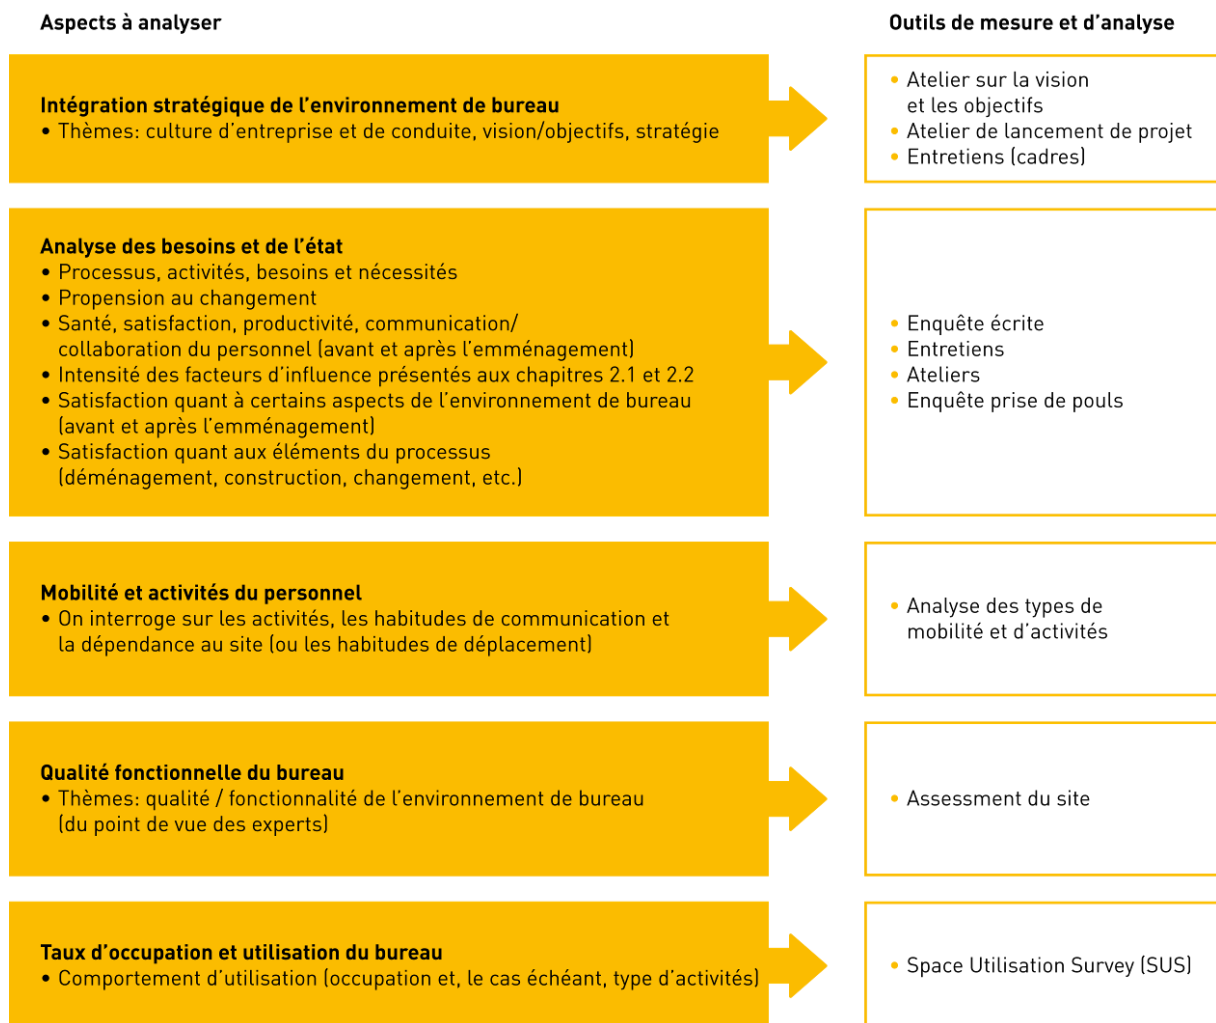 Aspects à analyser
Outils de mesure et d’analyse
Intégration stratégique de l’environnement de bureau
• Thèmes: culture d’entreprise et de conduite, vision/objectifs, stratégie
• Atelier sur la vision
et les objectifs
• Atelier de lancement de projet
• Entretiens (cadres)
Analyse des besoins et de l’état
• Processus, activités, besoins et nécessités
• Propension au changement
• Santé, satisfaction, productivité, communication/
collaboration du personnel (avant et après l’emménagement)
• Intensité des facteurs d’influence présentés aux chapitres 2.1 et 2.2
• Satisfaction quant à certains aspects de l’environnement de bureau
(avant et après l’emménagement)
• Satisfaction quant aux éléments du processus
(déménagement, construction, changement, etc.)
• Enquête écrite
• Entretiens
• Ateliers
• Enquête prise de pouls
Mobilité et activités du personnel
• On interroge sur les activités, les habitudes de communication et
la dépendance au site (ou les habitudes de déplacement)
• Analyse des types de
mobilité et d’activités
Qualité fonctionnelle du bureau
• Thèmes: qualité / fonctionnalité de l’environnement de bureau
(du point de vue des experts)
• Assessment du site
Taux d’occupation et utilisation du bureau
• Comportement d’utilisation (occupation et, le cas échéant, type d’activités)
• Space Utilisation Survey (SUS)